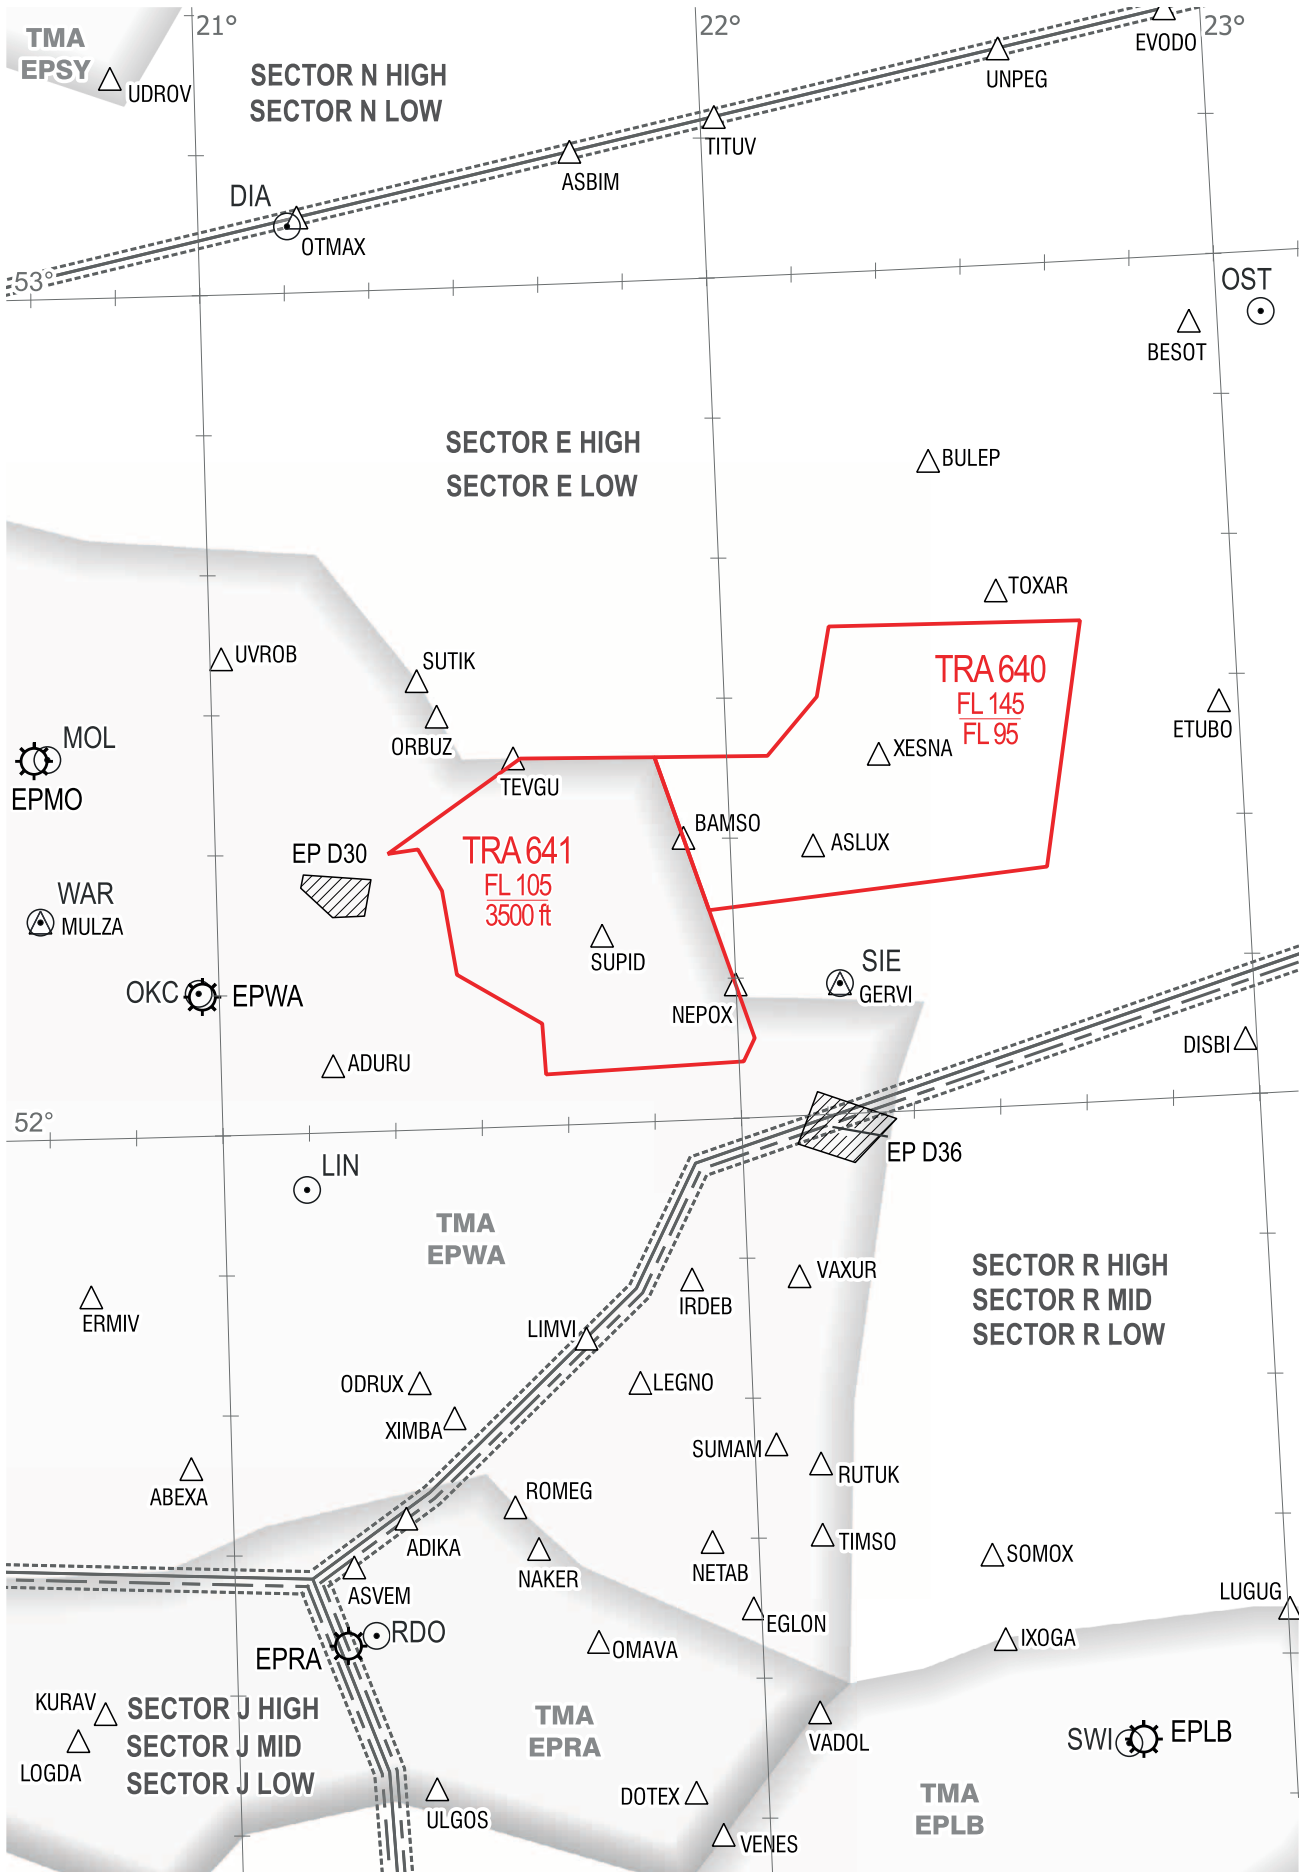 21°
22°
23°
TMA
EPSY
UDROV
SECTOR N HIGH
SECTOR N LOW
EVODO
UNPEG
TITUV
ASBIM
DIA
OTMAX
53°
OST
BESOT
SECTOR E HIGH
SECTOR E LOW
BULEP
TOXAR
UVROB
SUTIK
ORBUZ
TEVGU
TRA 640
FL 145
FL 95
XESNA
ETUBO
MOL
EPMO
BAMSO
ASLUX
EP D30
TRA 641
FL 105
3500 ft
WAR
MULZA
SUPID
OKC
EPWA
NEPOX
SIE
GERVI
DISBI
ADURU
52°
EP D36
LIN
TMA
EPWA
VAXUR
IRDEB
SECTOR R HIGH
SECTOR R MID
SECTOR R LOW
ERMIV
LIMVI
ODRUX
LEGNO
XIMBA
SUMAM
RUTUK
ABEXA
ROMEG
ADIKA
NAKER
NETAB
TIMSO
SOMOX
ASVEM
LUGUG
EGLON
IXOGA
RDO
EPRA
OMAVA
KURAV
LOGDA
SECTOR J HIGH
SECTOR J MID
SECTOR J LOW
TMA
EPRA
VADOL
SWI
EPLB
DOTEX
ULGOS
VENES
TMA
EPLB